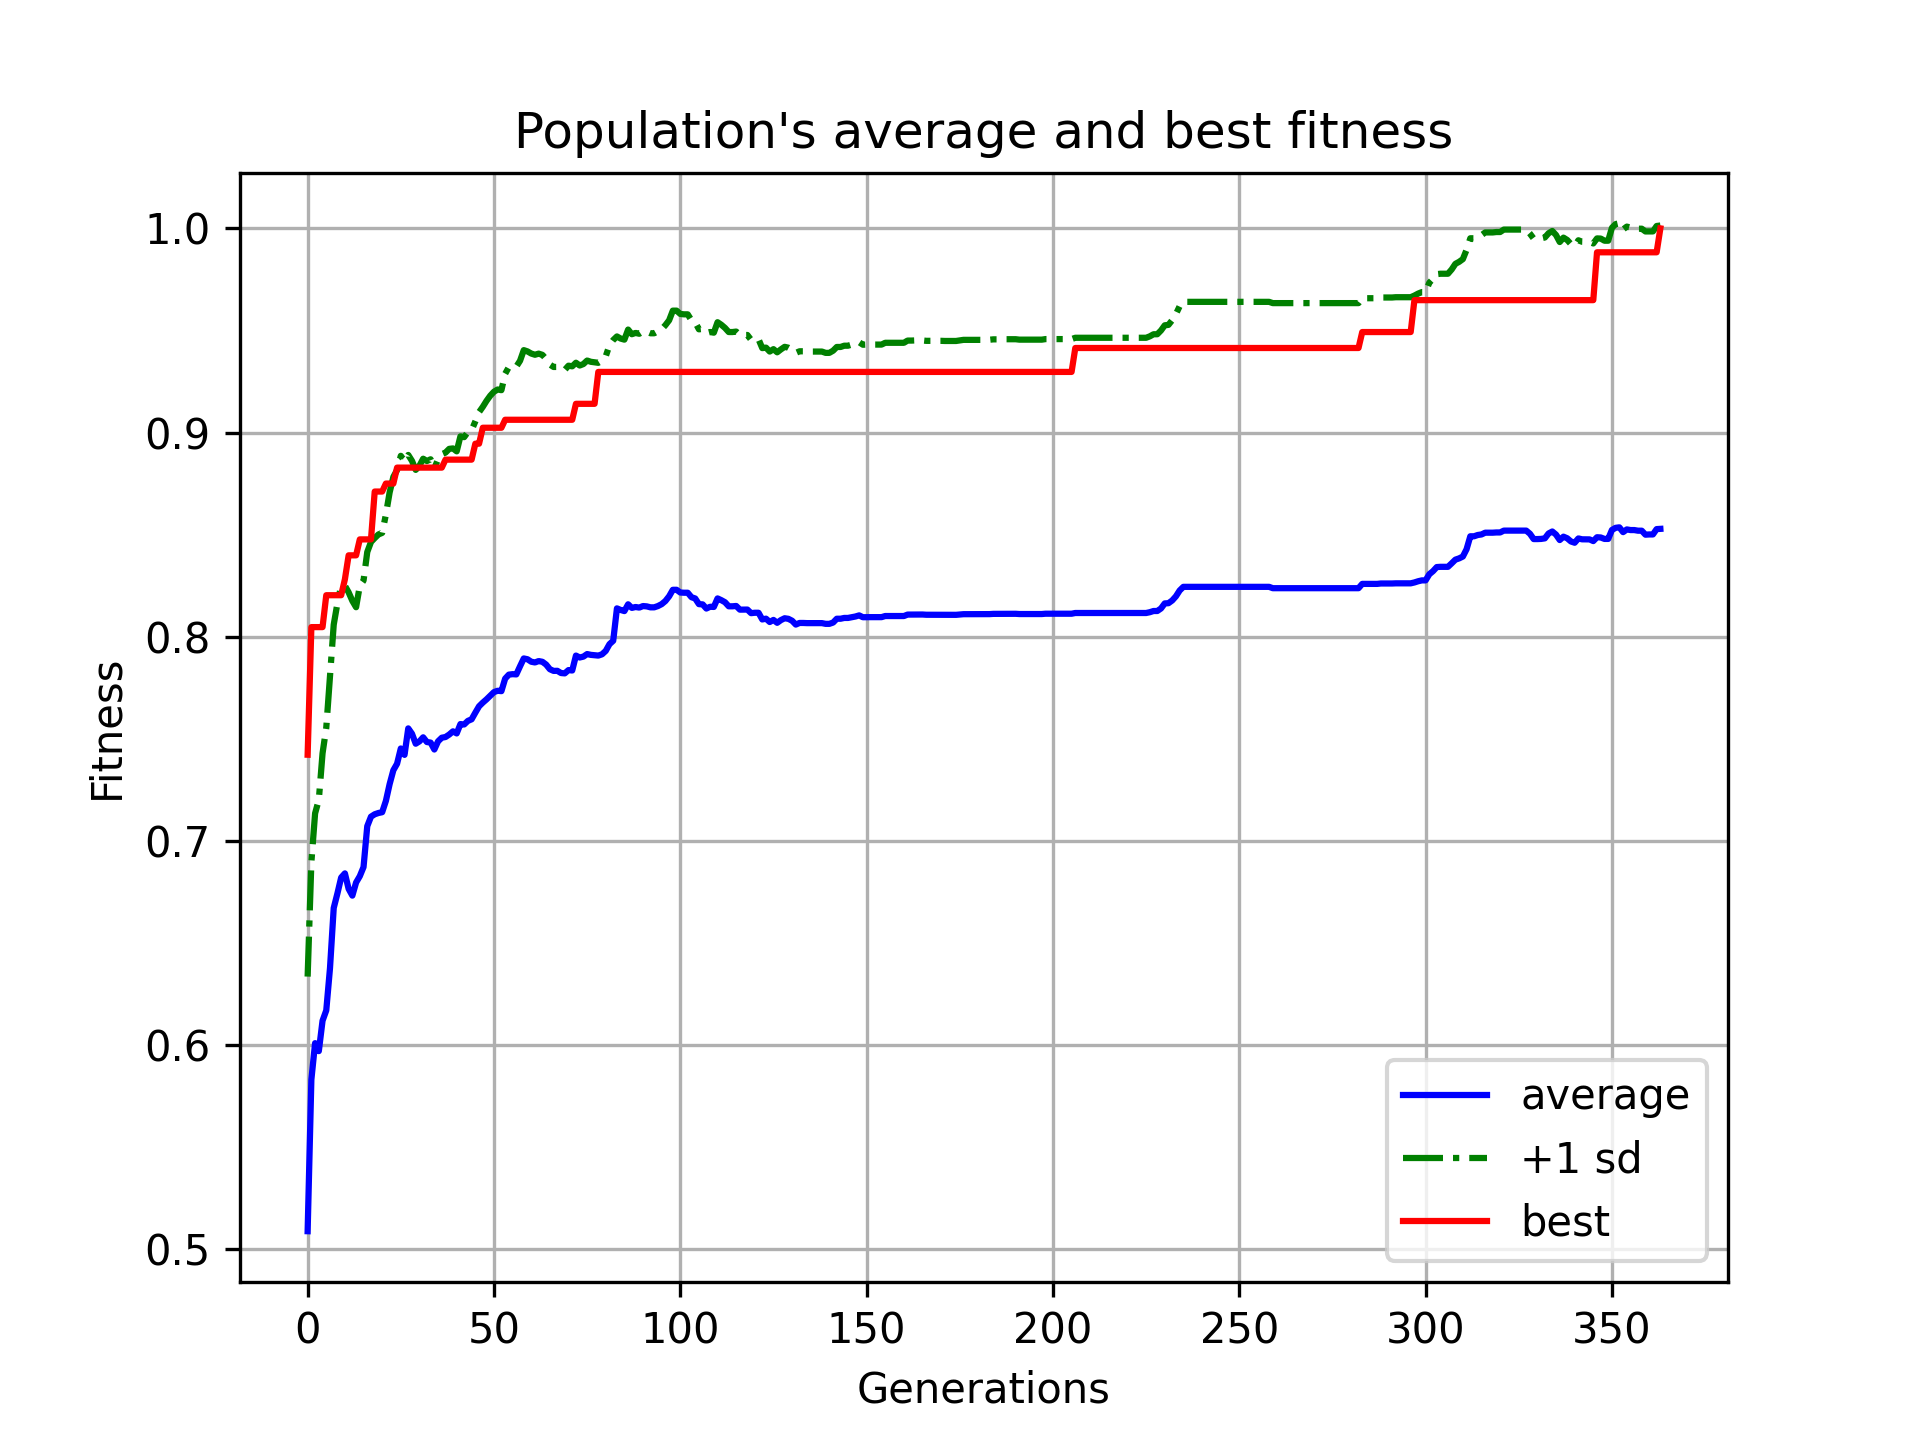 Population's average and best fitness
1.0
0.9
0.8
0.7
0.6
0.5
Fitness
0 50 100 150 200 250 300 350
Generations
average
+1 sd
best